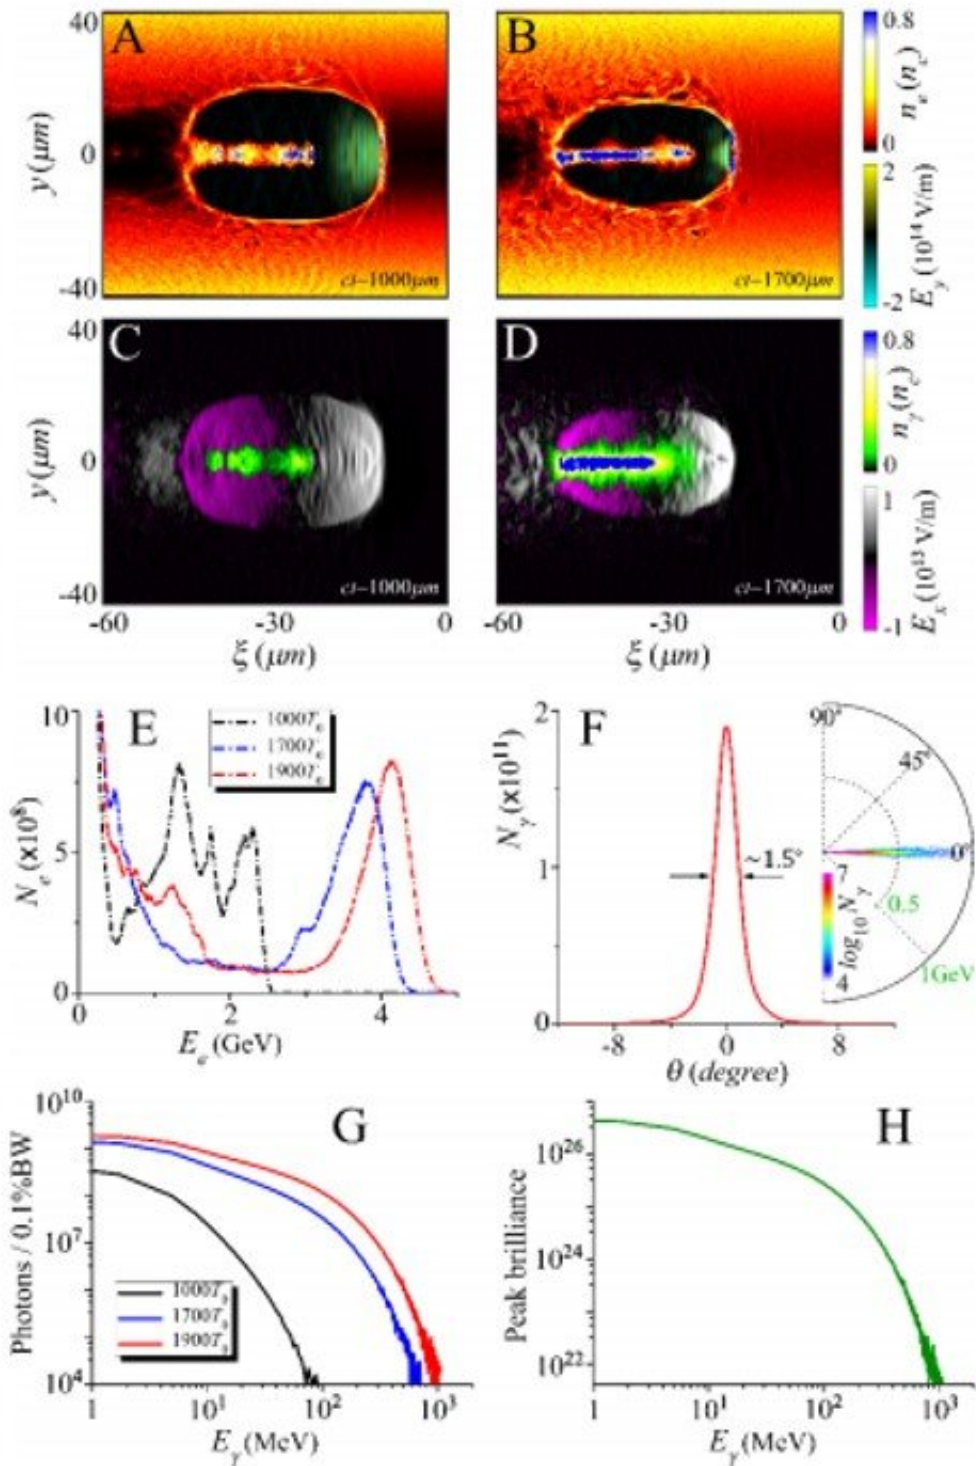 A
B
40
0
-40
y (μm)
ct=1000μm
ct=1700μm
0.8
0
n_e (n_c)
2
-2
E_y (10^14 V/m)
C
D
40
0
-40
y (μm)
ct=1000μm
ct=1700μm
-60
-30
0
ξ (μm)
-60
-30
0
ξ (μm)
0.8
0
n_γ (n_c)
1
-1
E_x (10^13 V/m)
E
10
5
0
N_e (×10^8)
1000T_0
1700T_0
1900T_0
0
2
4
E_e (GeV)
F
2
1
0
N_γ (×10^11)
~1.5°
-8
0
8
θ (degree)
90°
45°
0°
0.5
1GeV
7
4
log_10 N_γ
G
10^10
10^7
10^4
Photons / 0.1%BW
1000T_0
1700T_0
1900T_0
1
10^1
10^2
10^3
E_γ (MeV)
H
10^26
10^24
10^22
Peak brilliance
1
10^1
10^2
10^3
E_γ (MeV)